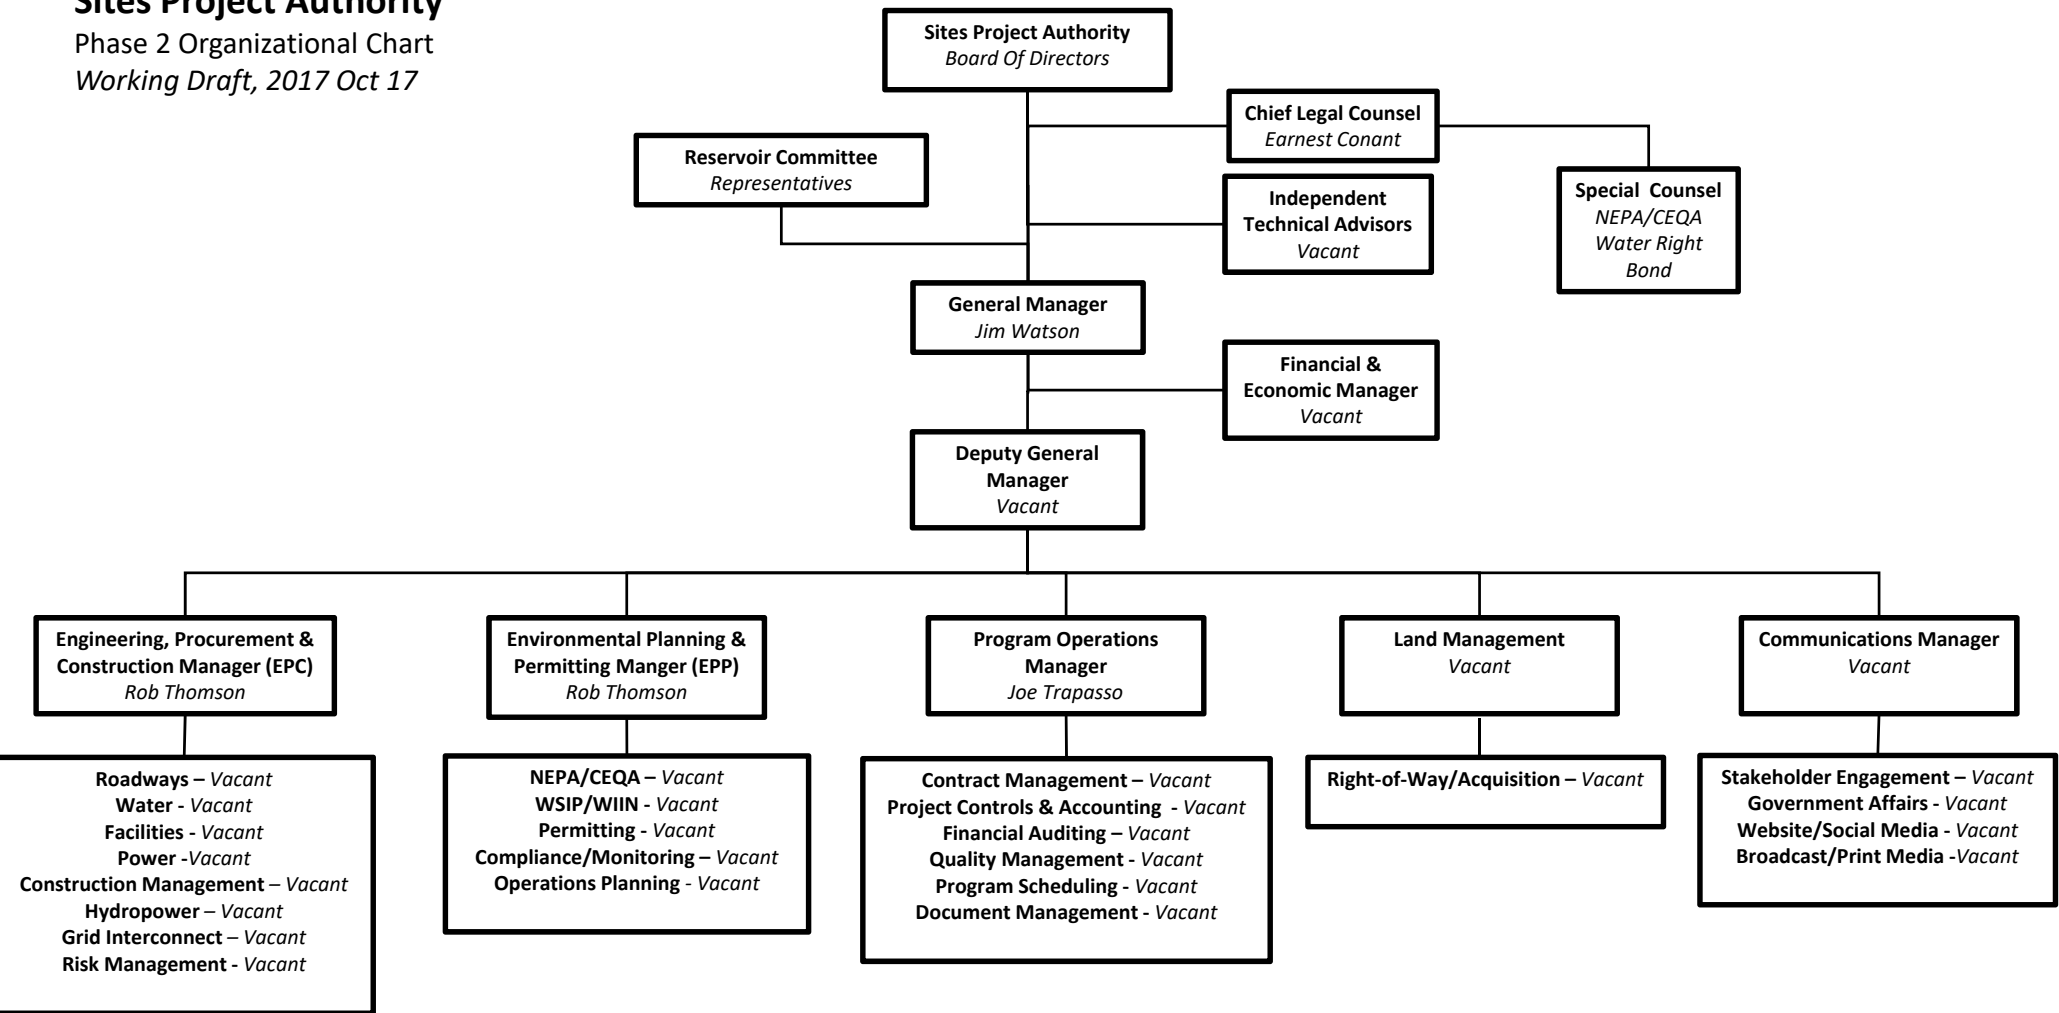 Sites Project Authority
Phase 2 Organizational Chart
Working Draft, 2017 Oct 17
Sites Project Authority
Board Of Directors
Chief Legal Counsel
Earnest Conant
Reservoir Committee
Representatives
Special Counsel
NEPA/CEQA
Water Right
Bond
Independent
Technical Advisors
Vacant
General Manager
Jim Watson
Financial &
Economic Manager
Vacant
Deputy General
Manager
Vacant
Engineering, Procurement &
Construction Manager (EPC)
Rob Thomson
Environmental Planning &
Permitting Manger (EPP)
Rob Thomson
Program Operations
Manager
Joe Trapasso
Land Management
Vacant
Communications Manager
Vacant
Roadways – Vacant
Water - Vacant
Facilities - Vacant
Power -Vacant
Construction Management – Vacant
Hydropower – Vacant
Grid Interconnect – Vacant
Risk Management - Vacant
NEPA/CEQA – Vacant
WSIP/WIIN - Vacant
Permitting - Vacant
Compliance/Monitoring – Vacant
Operations Planning - Vacant
Contract Management – Vacant
Project Controls & Accounting - Vacant
Financial Auditing – Vacant
Quality Management - Vacant
Program Scheduling - Vacant
Document Management - Vacant
Right-of-Way/Acquisition – Vacant
Stakeholder Engagement – Vacant
Government Affairs - Vacant
Website/Social Media - Vacant
Broadcast/Print Media -Vacant